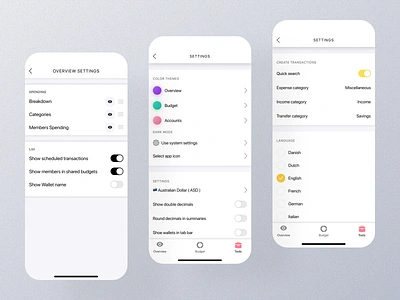 OVERVIEW SETTINGS
SPENDING
Breakdown
Categories
Members Spending
Show scheduled transactions
Show members in shared budgets
Show Wallet name
SETTINGS
COLOR THEMES
Overview
Budget
Accounts
DARK MODE
Use system settings
Select app icon
SETTINGS
Australian Dollar ( ASD )
Show double decimals
Round decimals in summaries
Show wallets in tab bar
Overview
Budget
Tools
SETTINGS
CREATE TRANSACTIONS
Quick search
Expense category Miscellaneous
Income category Income
Transfer category Savings
LANGUAGE
Danish
Dutch
English
French
German
Italian
Overview
Budget
Tools